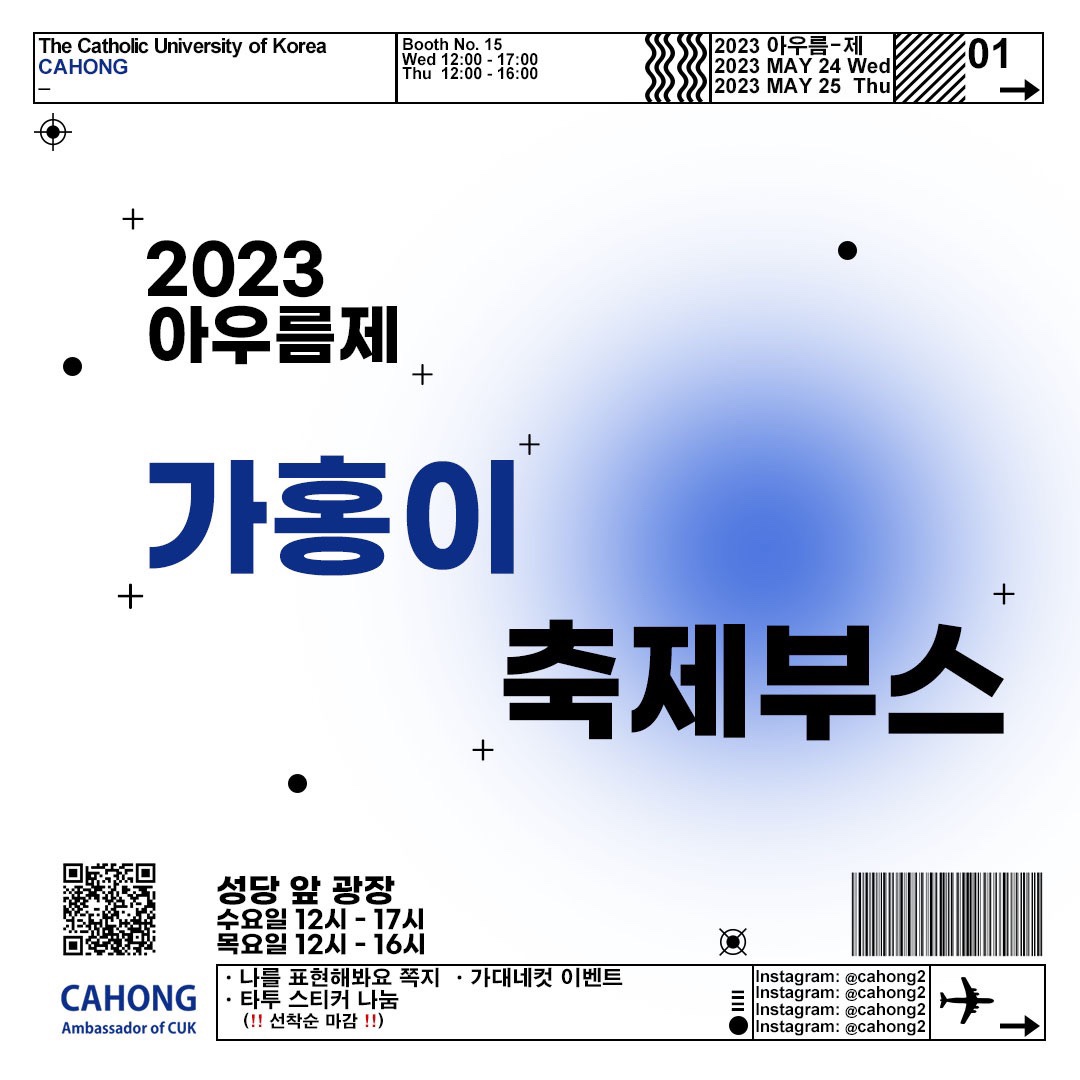 The Catholic University of Korea
CAHONG
–
Booth No. 15
Wed 12:00 - 17:00
Thu 12:00 - 16:00
2023 아우름-제
2023 MAY 24 Wed
2023 MAY 25 Thu
01
2023
아우름제
가홍이
축제부스
성당 앞 광장
수요일 12시 - 17시
목요일 12시 - 16시
· 나를 표현해봐요 쪽지 · 가대네컷 이벤트
· 타투 스티커 나눔
(!! 선착순 마감 !!)
CAHONG
Ambassador of CUK
Instagram: @cahong2
Instagram: @cahong2
Instagram: @cahong2
Instagram: @cahong2